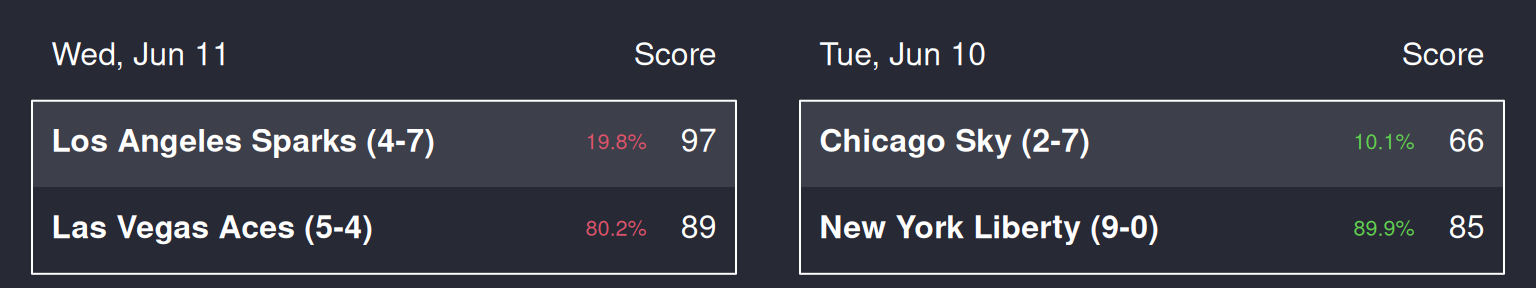 Wed, Jun 11 Score
Los Angeles Sparks (4-7) 19.8% 97
Las Vegas Aces (5-4) 80.2% 89
Tue, Jun 10 Score
Chicago Sky (2-7) 10.1% 66
New York Liberty (9-0) 89.9% 85